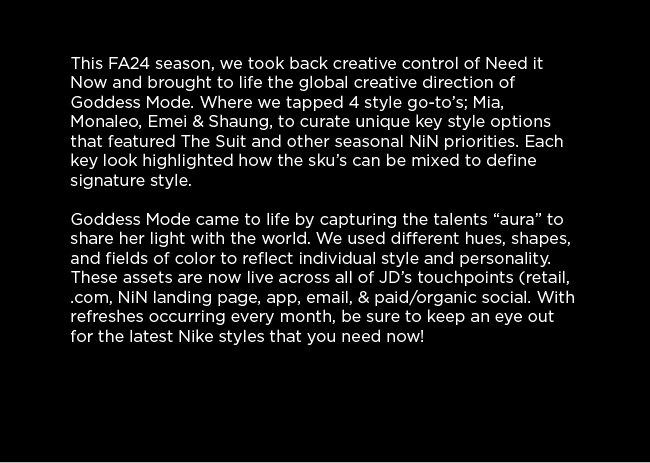 This FA24 season, we took back creative control of Need it
Now and brought to life the global creative direction of
Goddess Mode. Where we tapped 4 style go-to’s; Mia,
Monaleo, Emei & Shaung, to curate unique key style options
that featured The Suit and other seasonal NiN priorities. Each
key look highlighted how the sku’s can be mixed to define
signature style.
Goddess Mode came to life by capturing the talents “aura” to
share her light with the world. We used different hues, shapes,
and fields of color to reflect individual style and personality.
These assets are now live across all of JD’s touchpoints (retail,
.com, NiN landing page, app, email, & paid/organic social. With
refreshes occurring every month, be sure to keep an eye out
for the latest Nike styles that you need now!